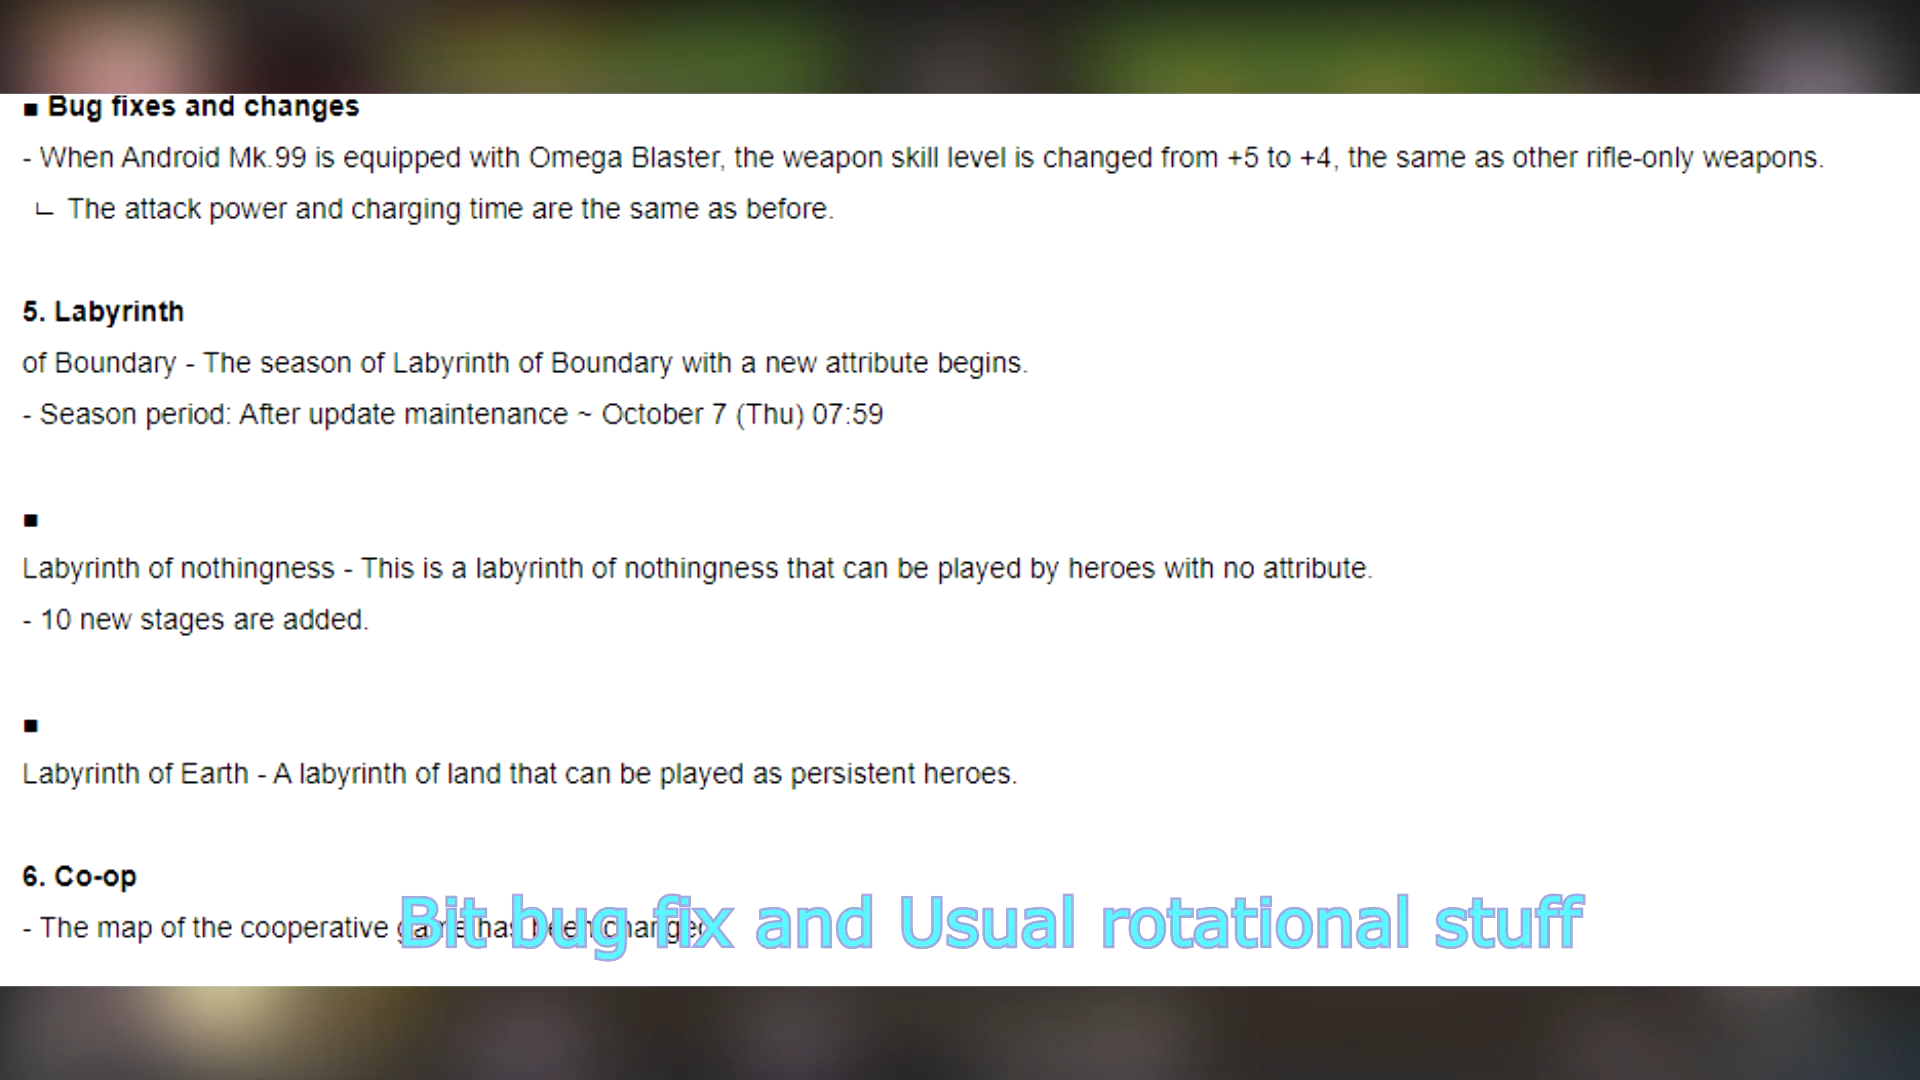 ■ Bug fixes and changes
- When Android Mk.99 is equipped with Omega Blaster, the weapon skill level is changed from +5 to +4, the same as other rifle-only weapons.
ㄴ The attack power and charging time are the same as before.
5. Labyrinth
of Boundary - The season of Labyrinth of Boundary with a new attribute begins.
- Season period: After update maintenance ~ October 7 (Thu) 07:59
■
Labyrinth of nothingness - This is a labyrinth of nothingness that can be played by heroes with no attribute.
- 10 new stages are added.
■
Labyrinth of Earth - A labyrinth of land that can be played as persistent heroes.
6. Co-op
- The map of the cooperative game has been changed
Bit bug fix and Usual rotational stuff